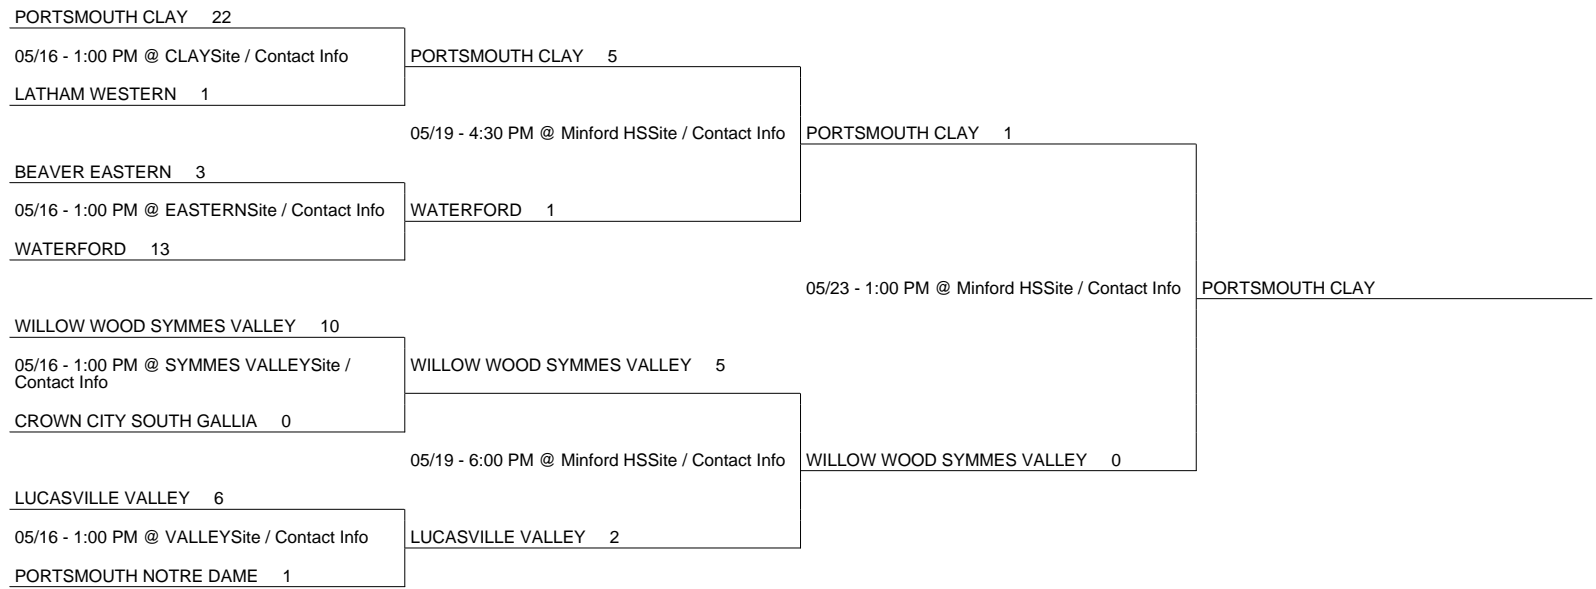 PORTSMOUTH CLAY 22
05/16 - 1:00 PM @ CLAYSite / Contact Info
LATHAM WESTERN 1
BEAVER EASTERN 3
05/16 - 1:00 PM @ EASTERNSite / Contact Info
WATERFORD 13
WILLOW WOOD SYMMES VALLEY 10
05/16 - 1:00 PM @ SYMMES VALLEYSite /
Contact Info
CROWN CITY SOUTH GALLIA 0
LUCASVILLE VALLEY 6
05/16 - 1:00 PM @ VALLEYSite / Contact Info
PORTSMOUTH NOTRE DAME 1
PORTSMOUTH CLAY 5
05/19 - 4:30 PM @ Minford HSSite / Contact Info
WATERFORD 1
WILLOW WOOD SYMMES VALLEY 5
05/19 - 6:00 PM @ Minford HSSite / Contact Info
LUCASVILLE VALLEY 2
PORTSMOUTH CLAY 1
05/23 - 1:00 PM @ Minford HSSite / Contact Info
WILLOW WOOD SYMMES VALLEY 0
PORTSMOUTH CLAY